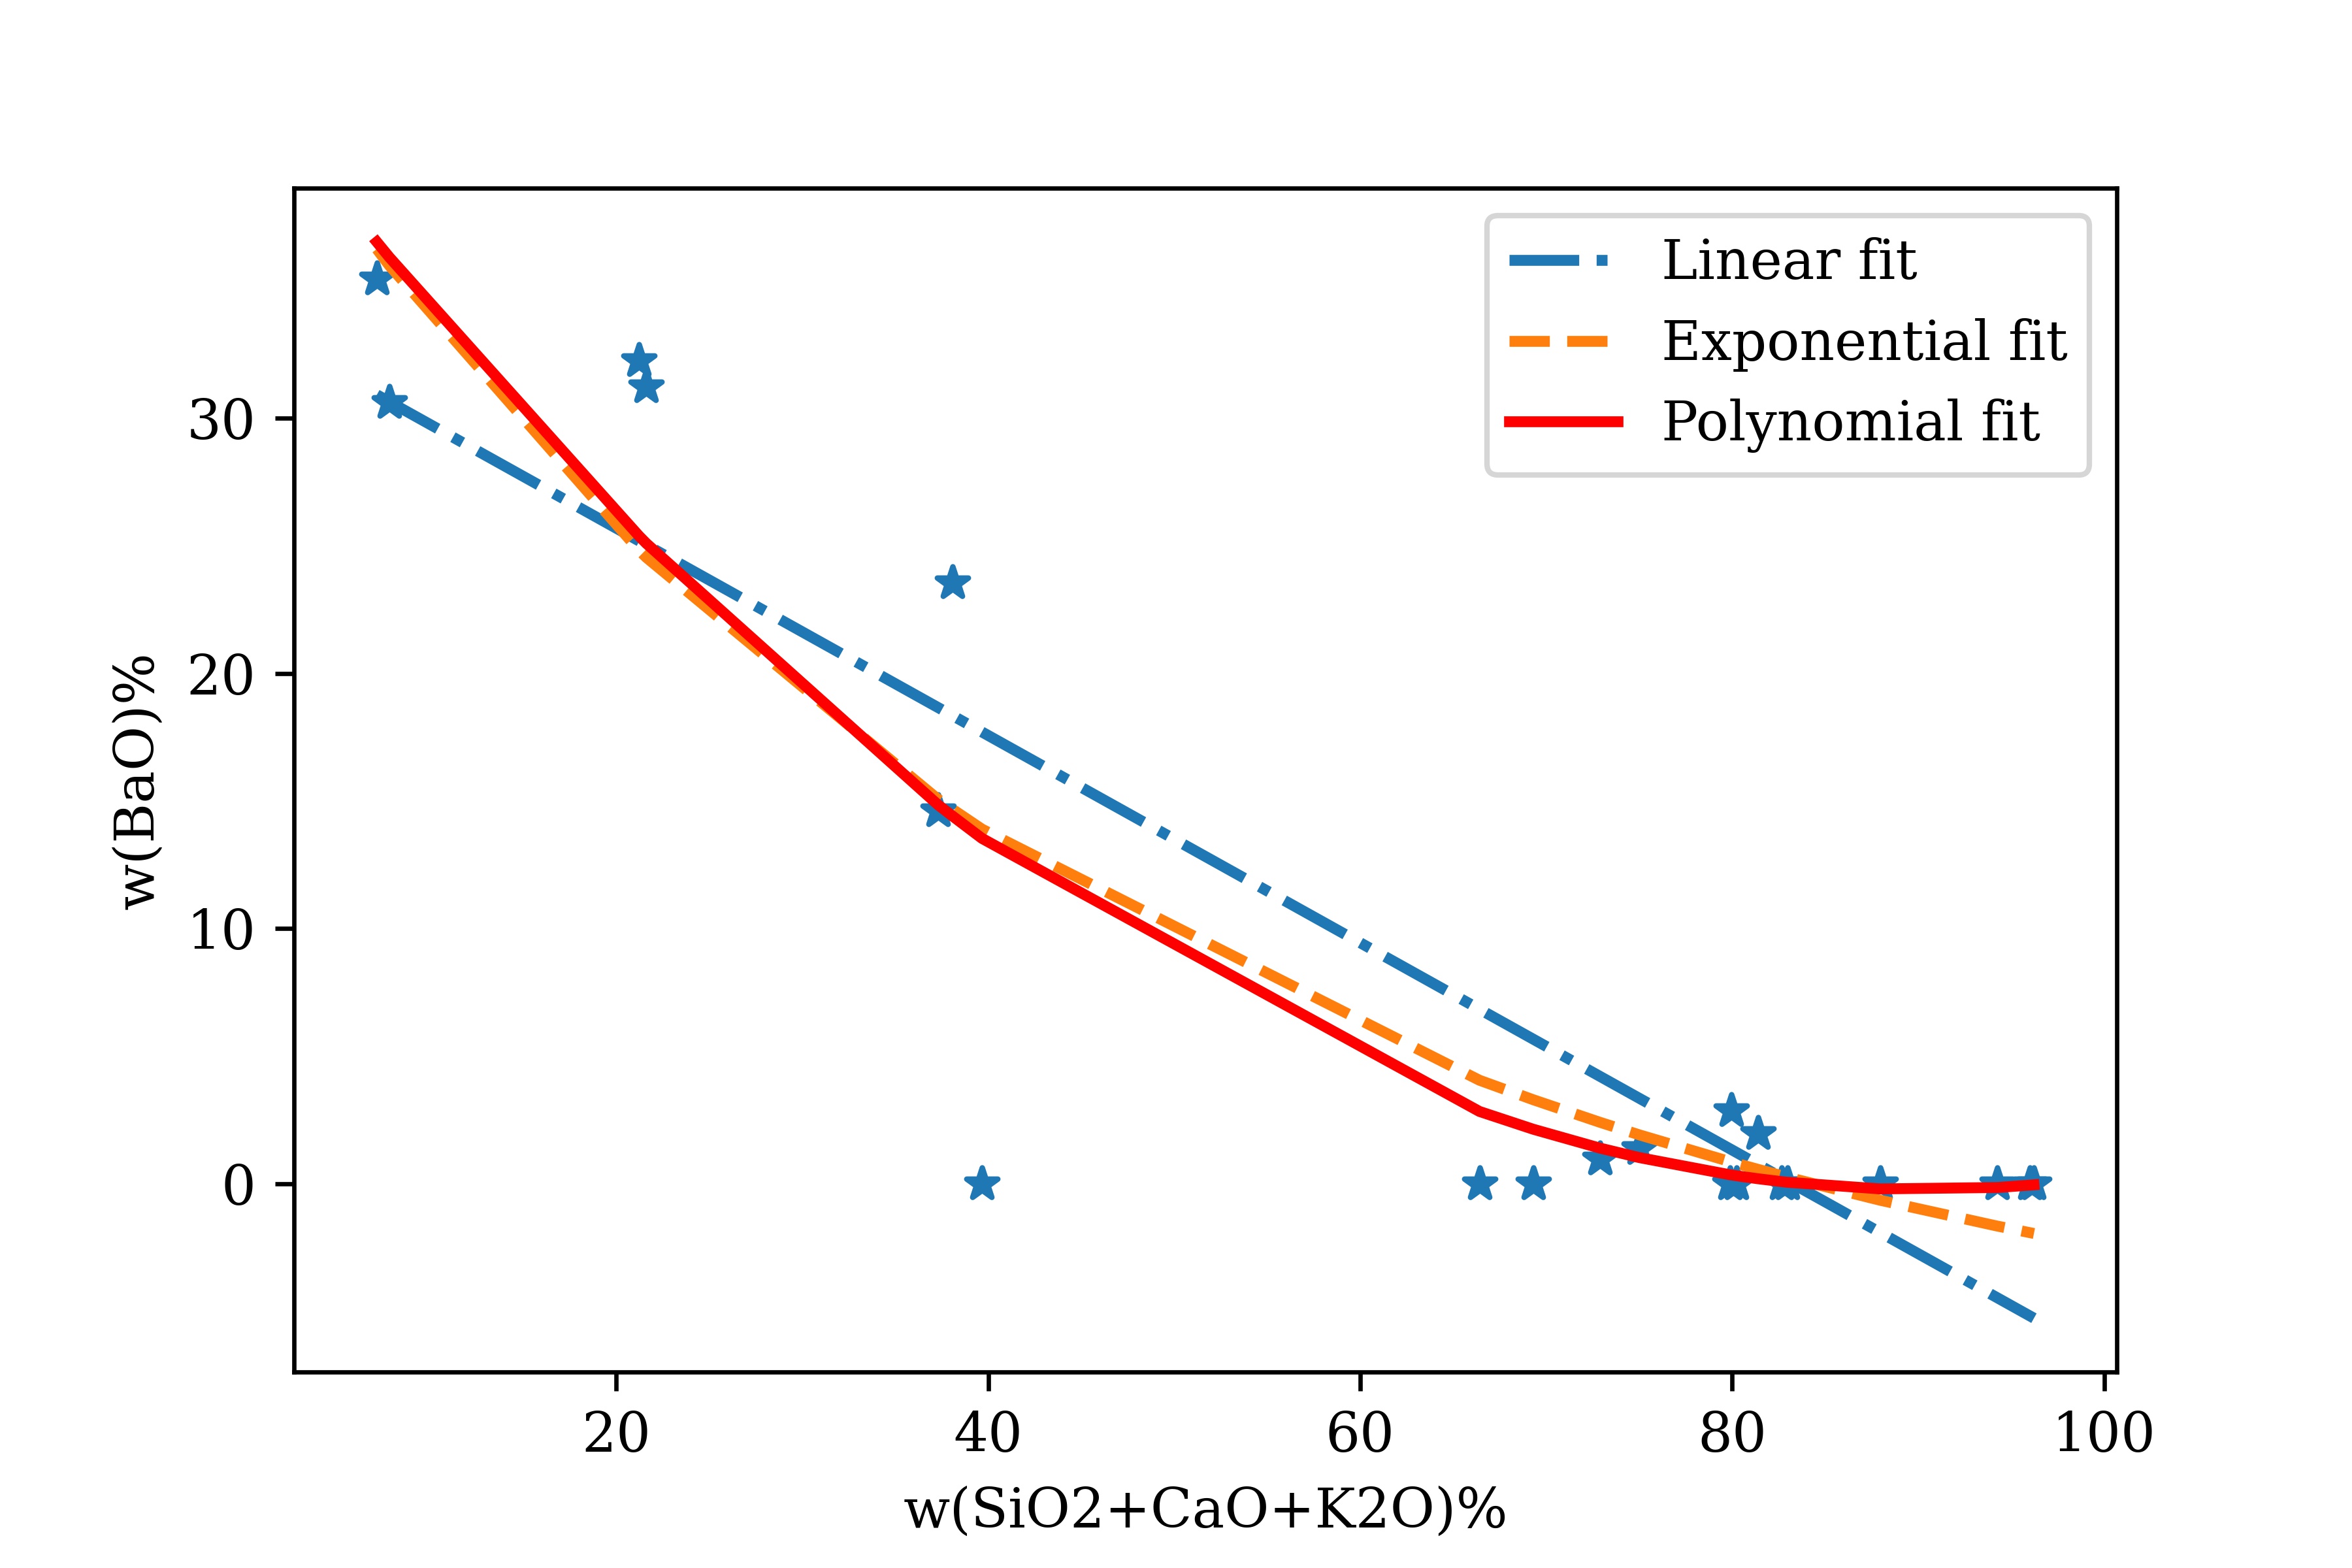 Linear fit
Exponential fit
Polynomial fit
30
20
10
0
w(BaO)%
20 40 60 80 100
w(SiO2+CaO+K2O)%